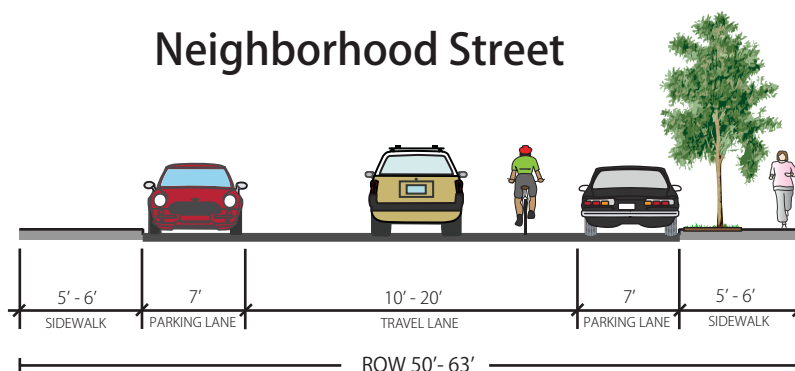 Neighborhood Street
5’ - 6’ 7’ 10’ - 20’ 7’ 5’ - 6’
SIDEWALK PARKING LANE TRAVEL LANE PARKING LANE SIDEWALK
ROW 50’- 63’